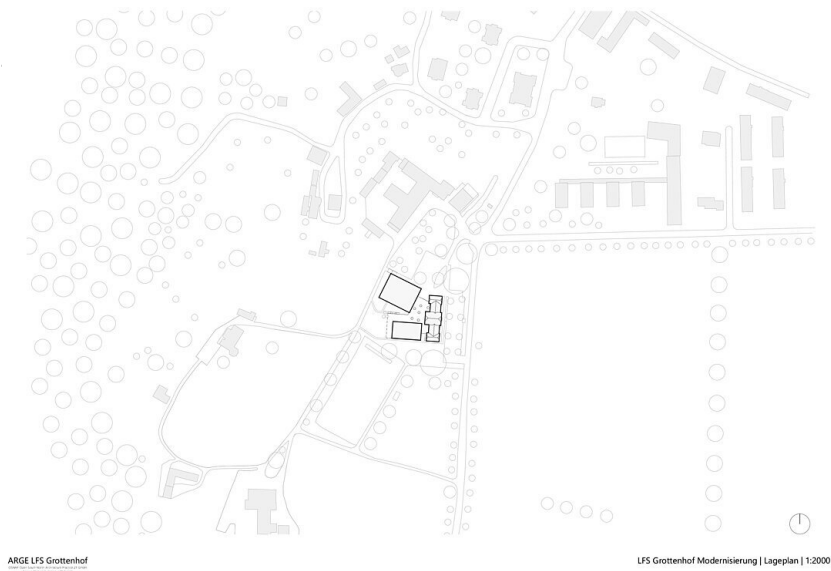 ARGE LFS Grottenhof
LFS Grottenhof Modernisierung | Lageplan | 1:2000